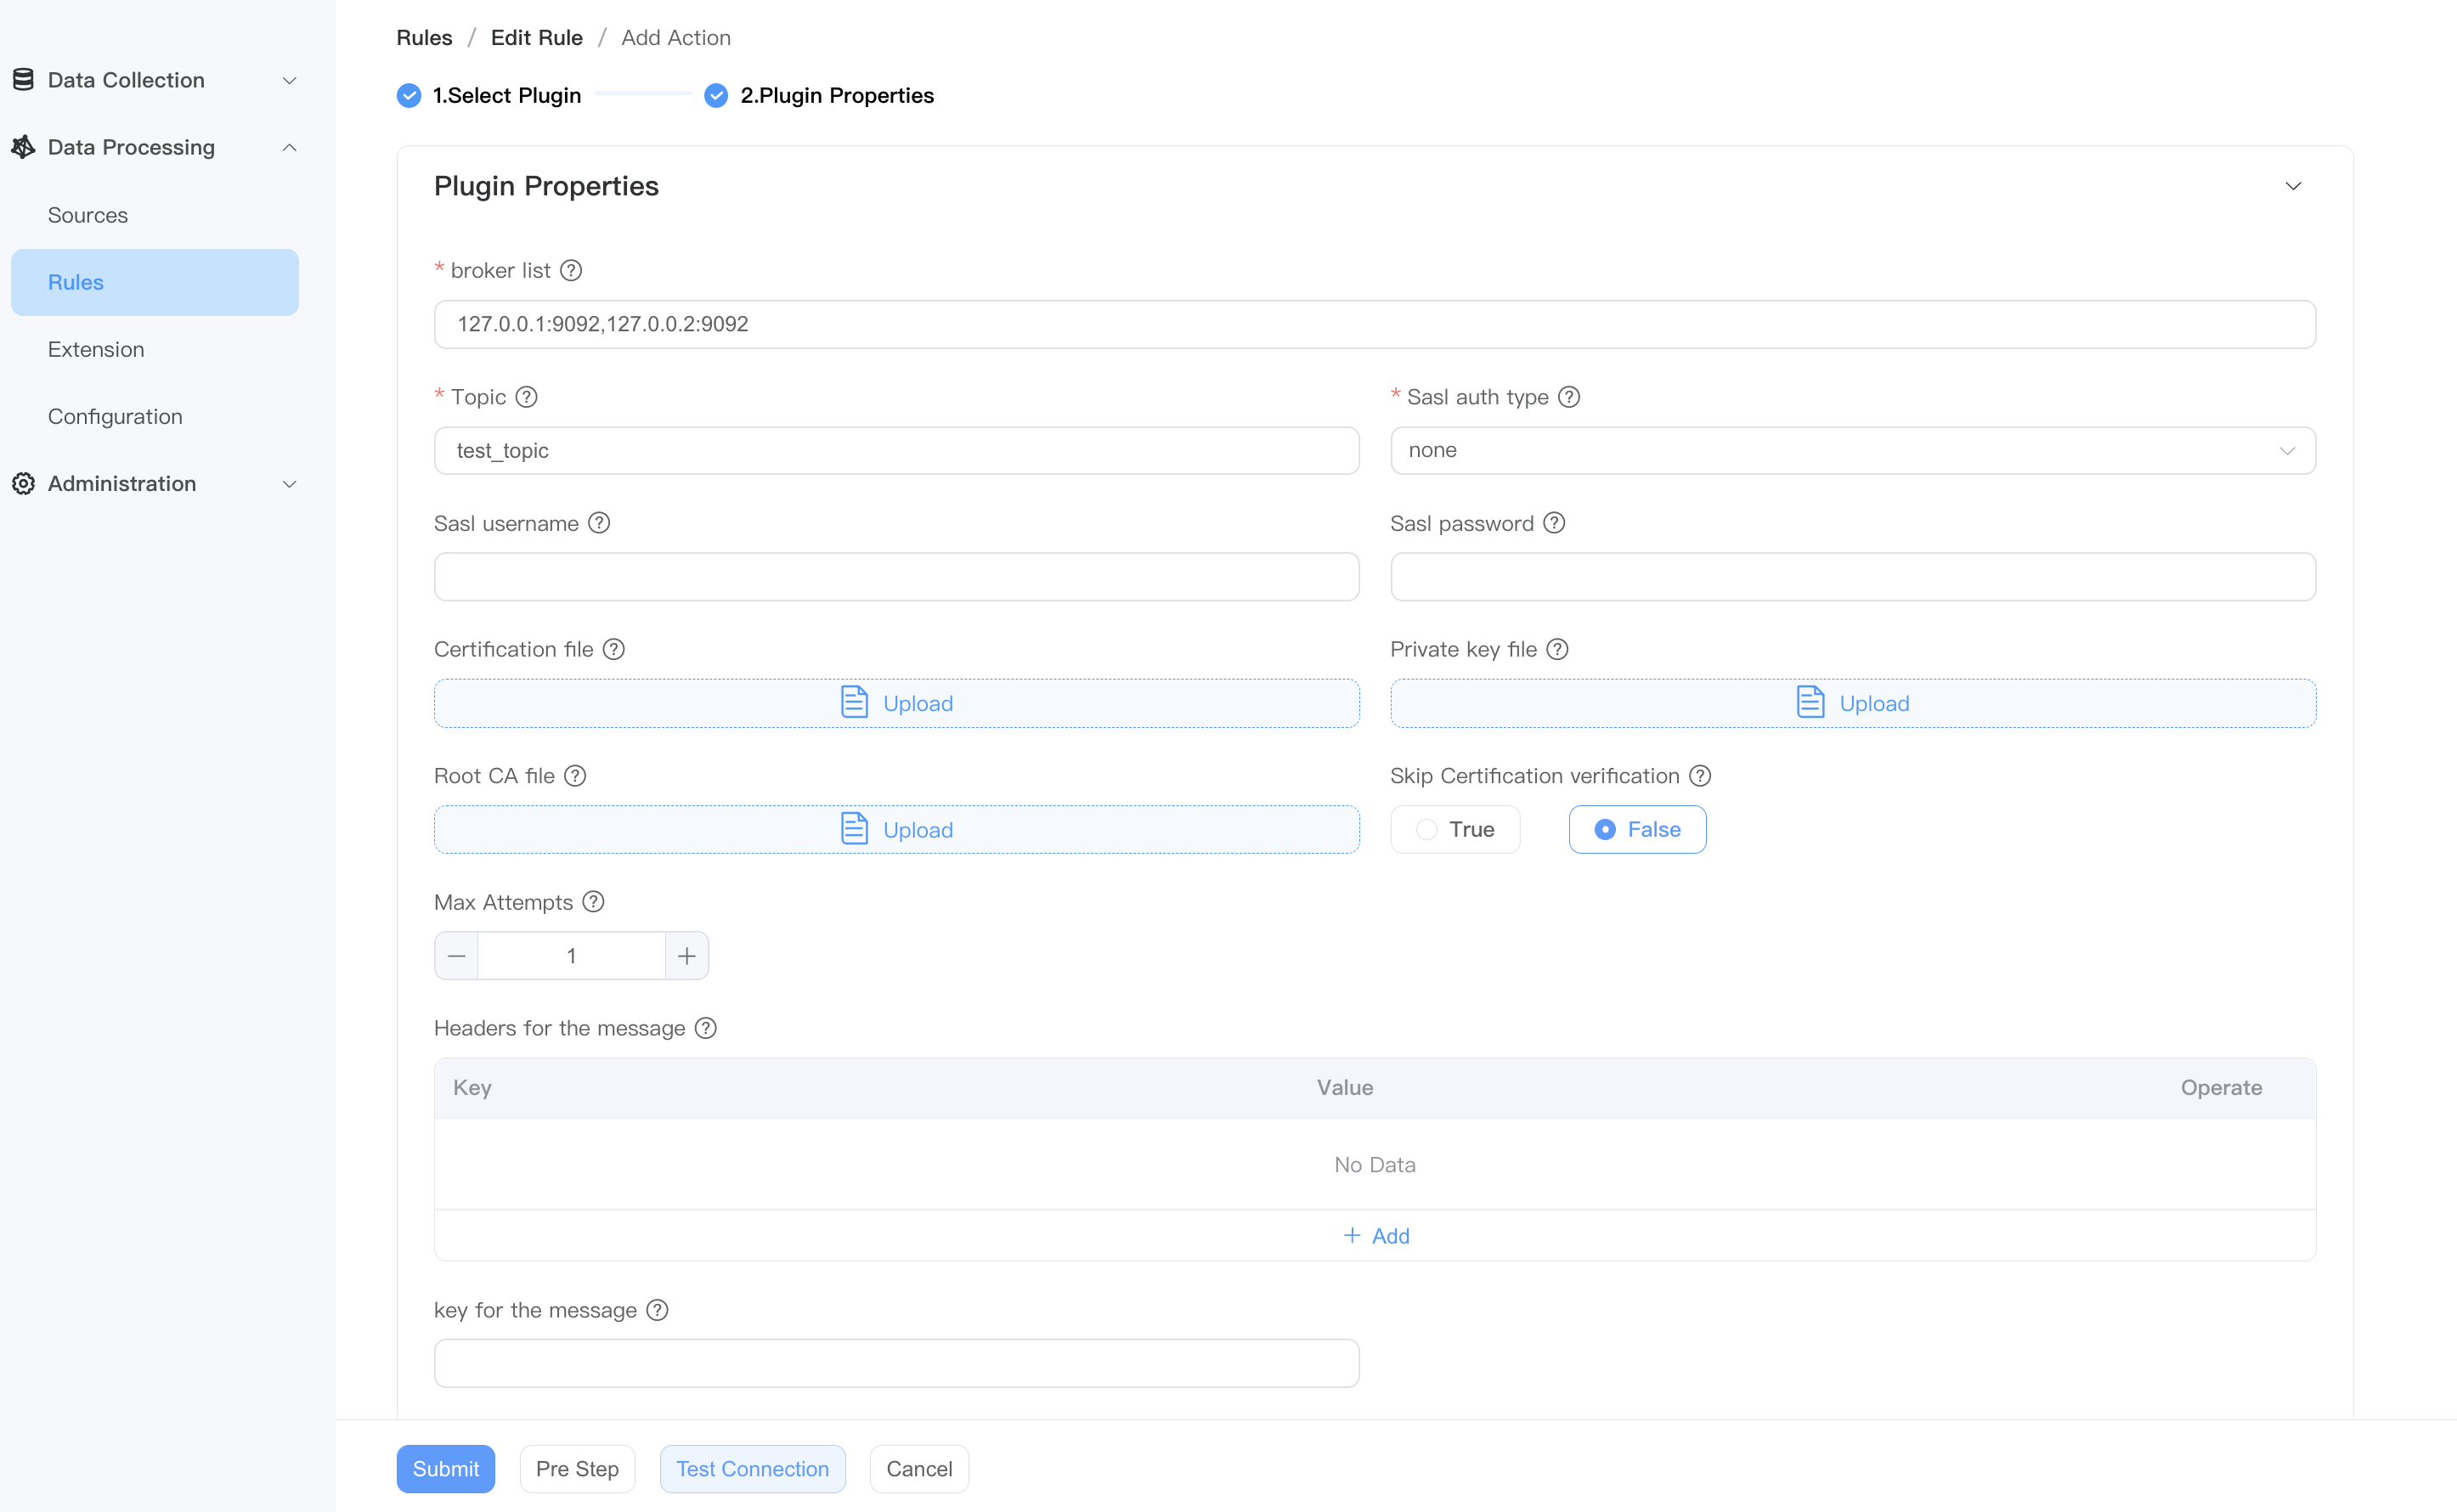 Rules / Edit Rule / Add Action
Data Collection
1.Select Plugin 2.Plugin Properties
Data Processing
Sources
Rules
Extension
Configuration
Administration
Plugin Properties
* broker list ?
127.0.0.1:9092,127.0.0.2:9092
* Topic ? * Sasl auth type ?
test_topic none
Sasl username ? Sasl password ?
Certification file ? Private key file ?
Upload Upload
Root CA file ? Skip Certification verification ?
Upload True False
Max Attempts ?
— 1 +
Headers for the message ?
Key Value Operate
No Data
+ Add
key for the message ?
Submit Pre Step Test Connection Cancel